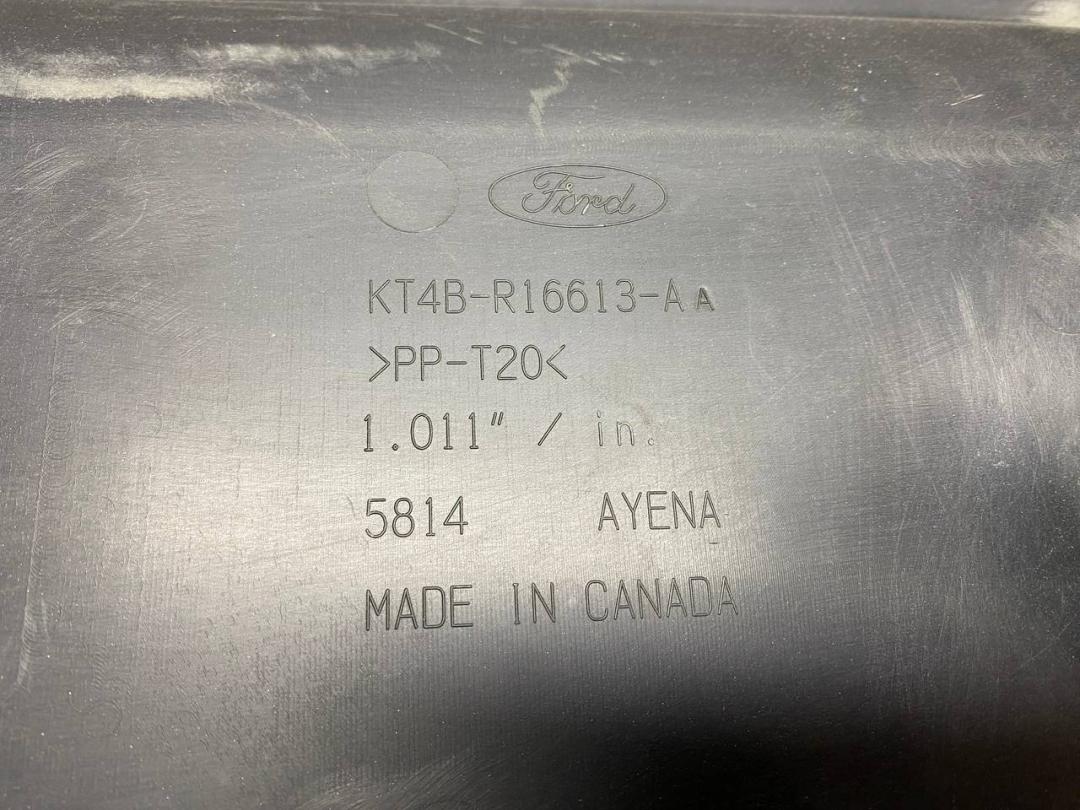 Ford
KT4B-R16613-AA
>PP-T20<
1.011" / in.
5814 AYENA
MADE IN CANADA